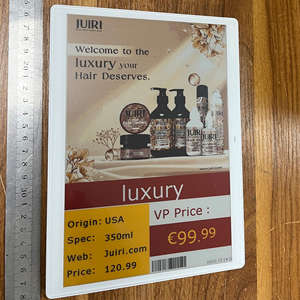 JUIRI
Welcome to the
luxury your
Hair Deserves.
JUIRI
luxury
Origin: USA
Spec: 350ml
Web: Juiri.com
Price: 120.99
VP Price :
€99.99